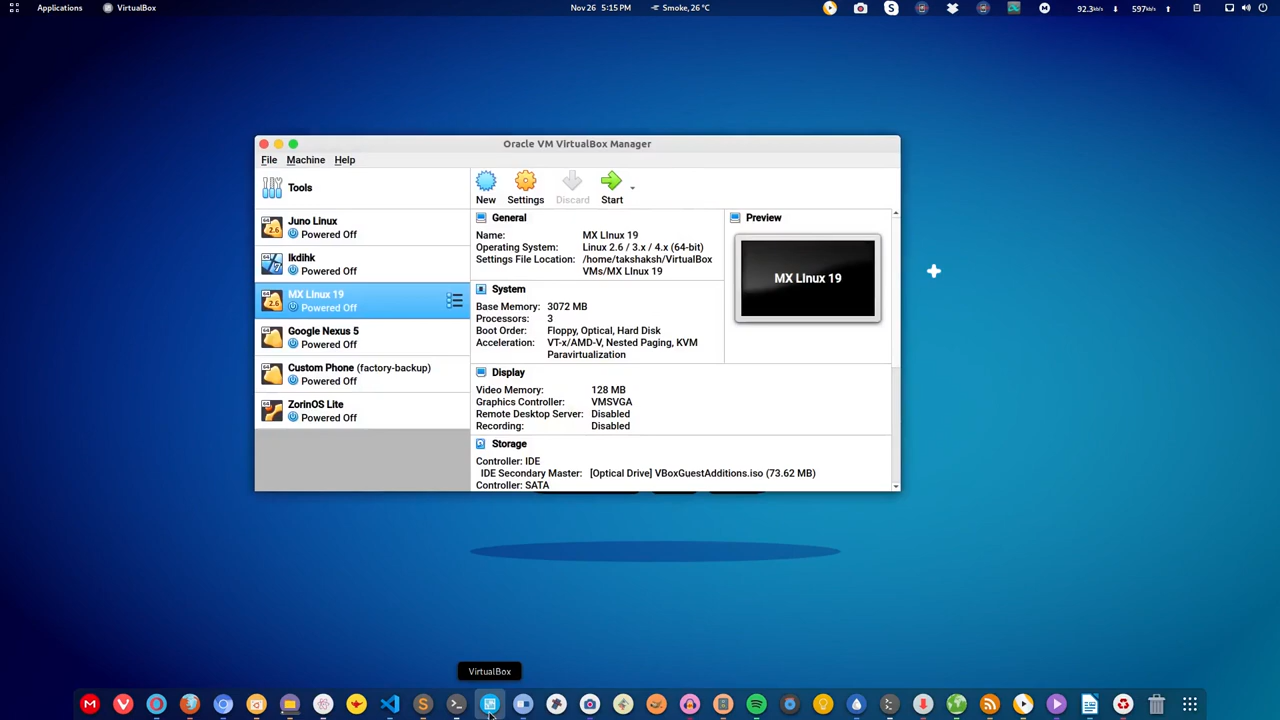 Applications VirtualBox Nov 26 5:15 PM Smoke, 26 °C 92.3kb/s 597kb/s
Oracle VM VirtualBox Manager
File Machine Help
Tools
New Settings Discard Start
Juno Linux
Powered Off
Ikdihk
Powered Off
MX LInux 19
Powered Off
Google Nexus 5
Powered Off
Custom Phone (factory-backup)
Powered Off
ZorinOS Lite
Powered Off
General
Name: MX LInux 19
Operating System: Linux 2.6 / 3.x / 4.x (64-bit)
Settings File Location: /home/takshaksh/VirtualBox
VMs/MX LInux 19
System
Base Memory: 3072 MB
Processors: 3
Boot Order: Floppy, Optical, Hard Disk
Acceleration: VT-x/AMD-V, Nested Paging, KVM
Paravirtualization
Preview
MX LInux 19
Display
Video Memory: 128 MB
Graphics Controller: VMSVGA
Remote Desktop Server: Disabled
Recording: Disabled
Storage
Controller: IDE
IDE Secondary Master: [Optical Drive] VBoxGuestAdditions.iso (73.62 MB)
Controller: SATA
VirtualBox